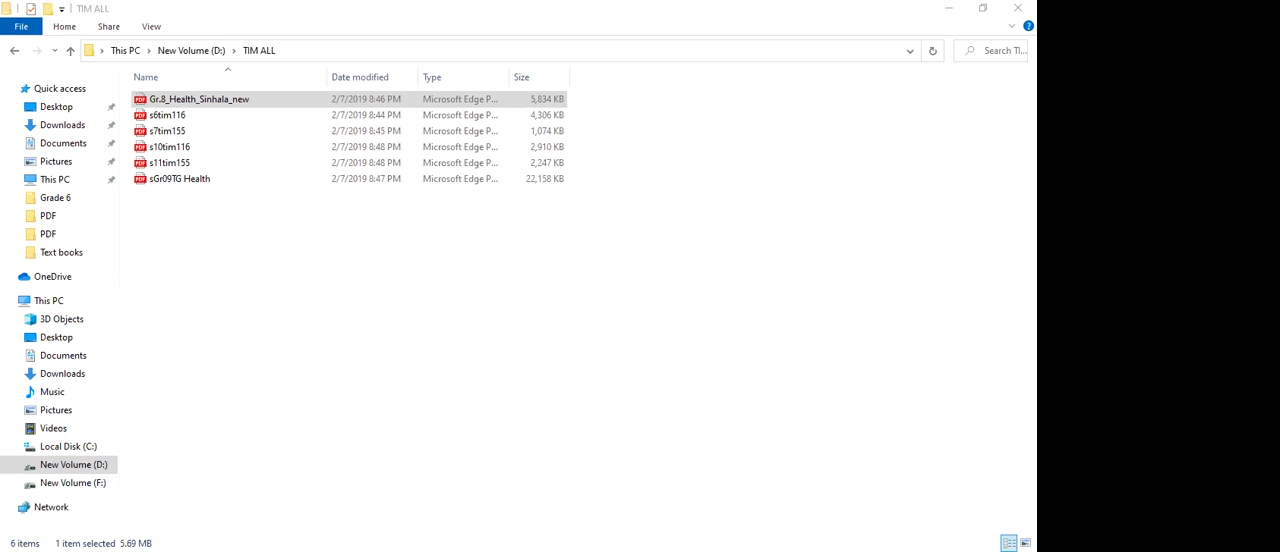 TIM ALL
File Home Share View
This PC New Volume (D:) TIM ALL Search TI...
Name Date modified Type Size
Quick access
Desktop
Downloads
Documents
Pictures
This PC
Grade 6
PDF
PDF
Text books
OneDrive
This PC
3D Objects
Desktop
Documents
Downloads
Music
Pictures
Videos
Local Disk (C:)
New Volume (D:)
New Volume (F:)
Network
PDF Gr.8_Health_Sinhala_new 2/7/2019 8:46 PM Microsoft Edge P... 5,834 KB
PDF s6tim116 2/7/2019 8:44 PM Microsoft Edge P... 4,306 KB
PDF s7tim155 2/7/2019 8:45 PM Microsoft Edge P... 1,074 KB
PDF s10tim116 2/7/2019 8:48 PM Microsoft Edge P... 2,910 KB
PDF s11tim155 2/7/2019 8:48 PM Microsoft Edge P... 2,247 KB
PDF sGr09TG Health 2/7/2019 8:47 PM Microsoft Edge P... 22,158 KB
6 items 1 item selected 5.69 MB